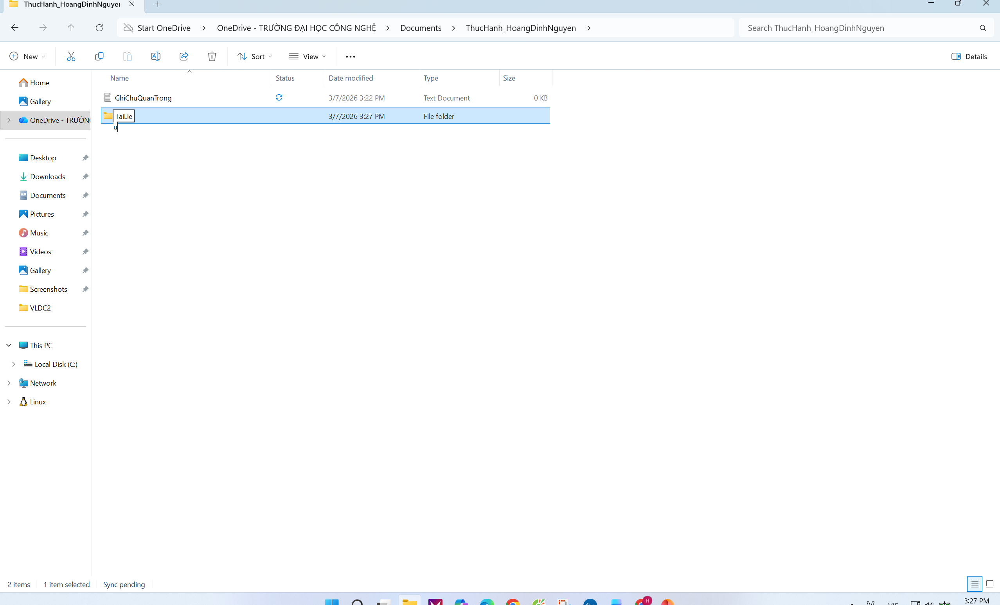 ThucHanh_HoangDinhNguyer
Start OneDrive > OneDrive - TRƯỜNG ĐẠI HỌC CÔNG NGHỆ > Documents > ThucHanh_HoangDinhNguyen >
Search ThucHanh_HoangDinhNguyen
New
Sort
View
Details
Name Status Date modified Type Size
GhiChuQuanTrong 3/7/2026 3:22 PM Text Document 0 KB
TaiLie 3/7/2026 3:27 PM File folder
u
Home
Gallery
OneDrive - TRƯỜN
Desktop
Downloads
Documents
Pictures
Music
Videos
Gallery
Screenshots
VLDC2
This PC
Local Disk (C:)
Network
Linux
2 items 1 item selected Sync pending
H
3:27 PM